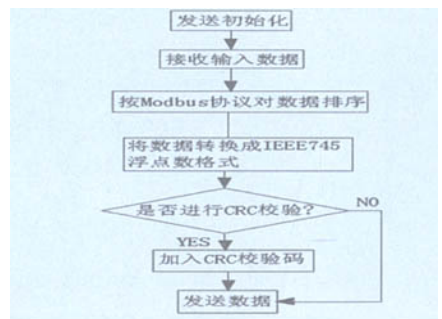 发送初始化
接收输入数据
按Modbus协议对数据排序
将数据转换成IEEE745
浮点数格式
是否进行CRC校验?
NO
YES
加入CRC校验码
发送数据